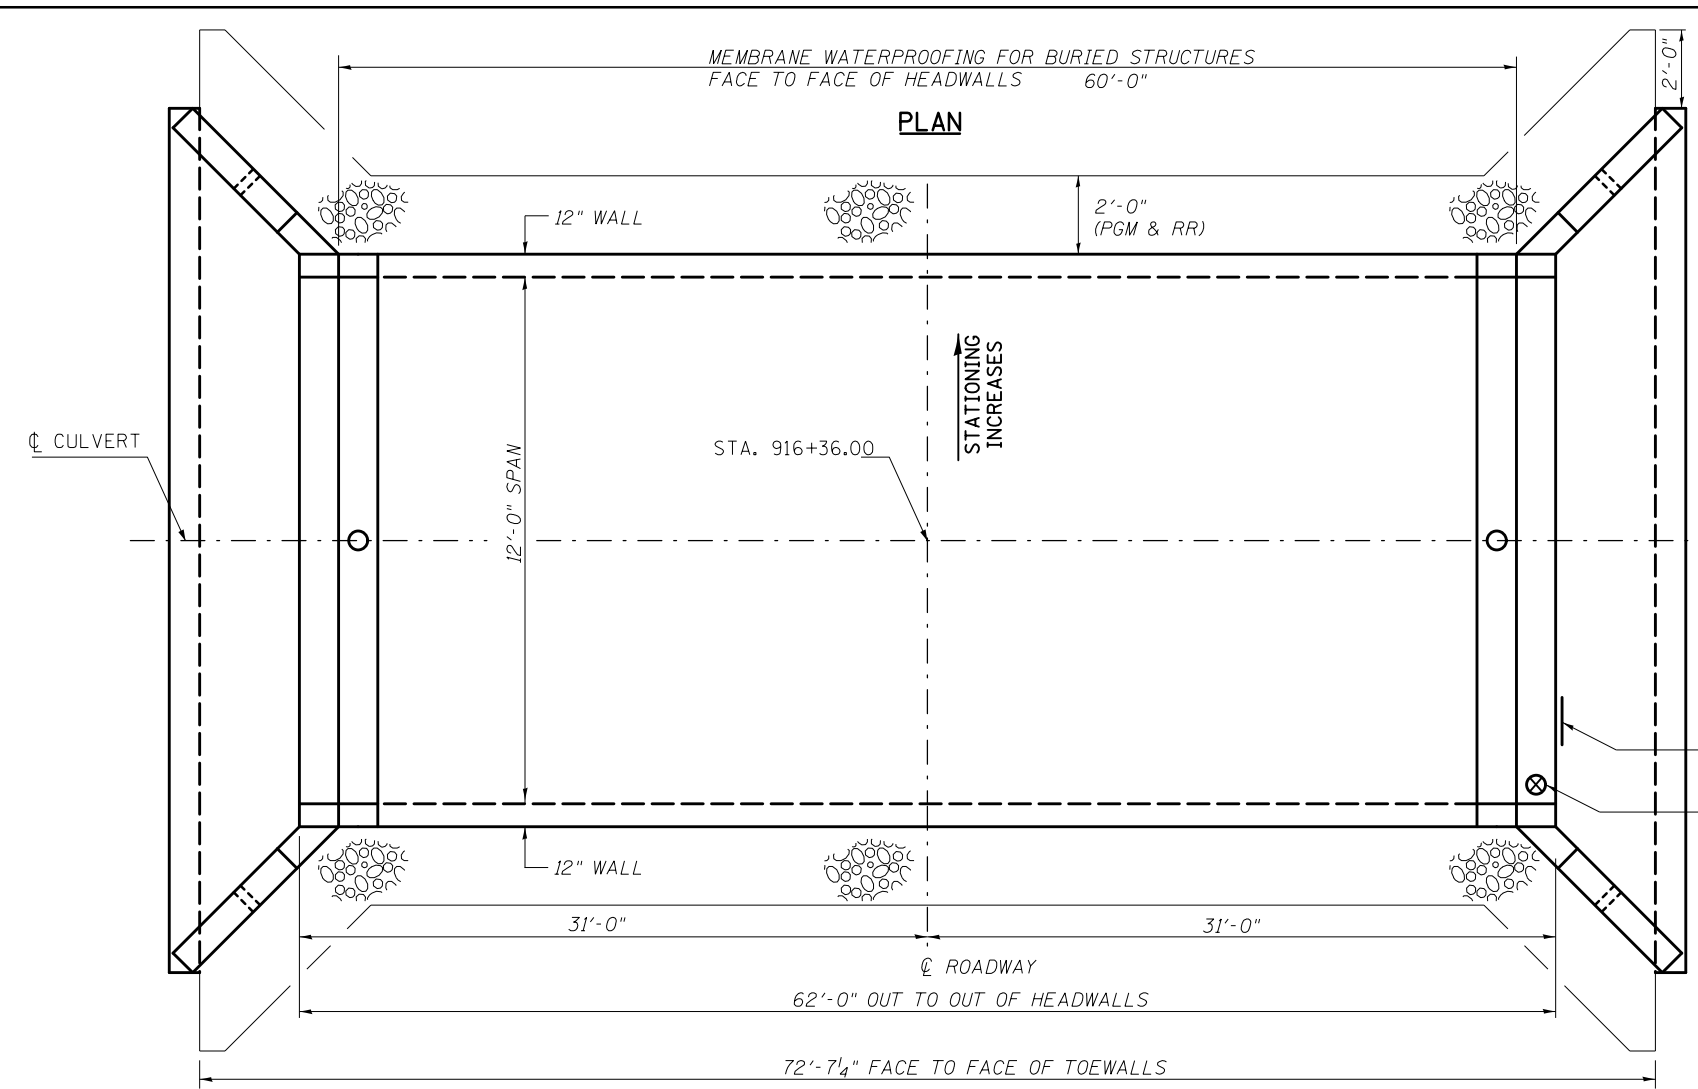 MEMBRANE WATERPROOFING FOR BURIED STRUCTURES
FACE TO FACE OF HEADWALLS 60'-0"
2'-0"
PLAN
12" WALL
2'-0"
(PGM & RR)
STATIONING
INCREASES
℄ CULVERT
STA. 916+36.00
12'-0" SPAN
12" WALL
31'-0"
31'-0"
℄ ROADWAY
62'-0" OUT TO OUT OF HEADWALLS
72'-7¼" FACE TO FACE OF TOEWALLS